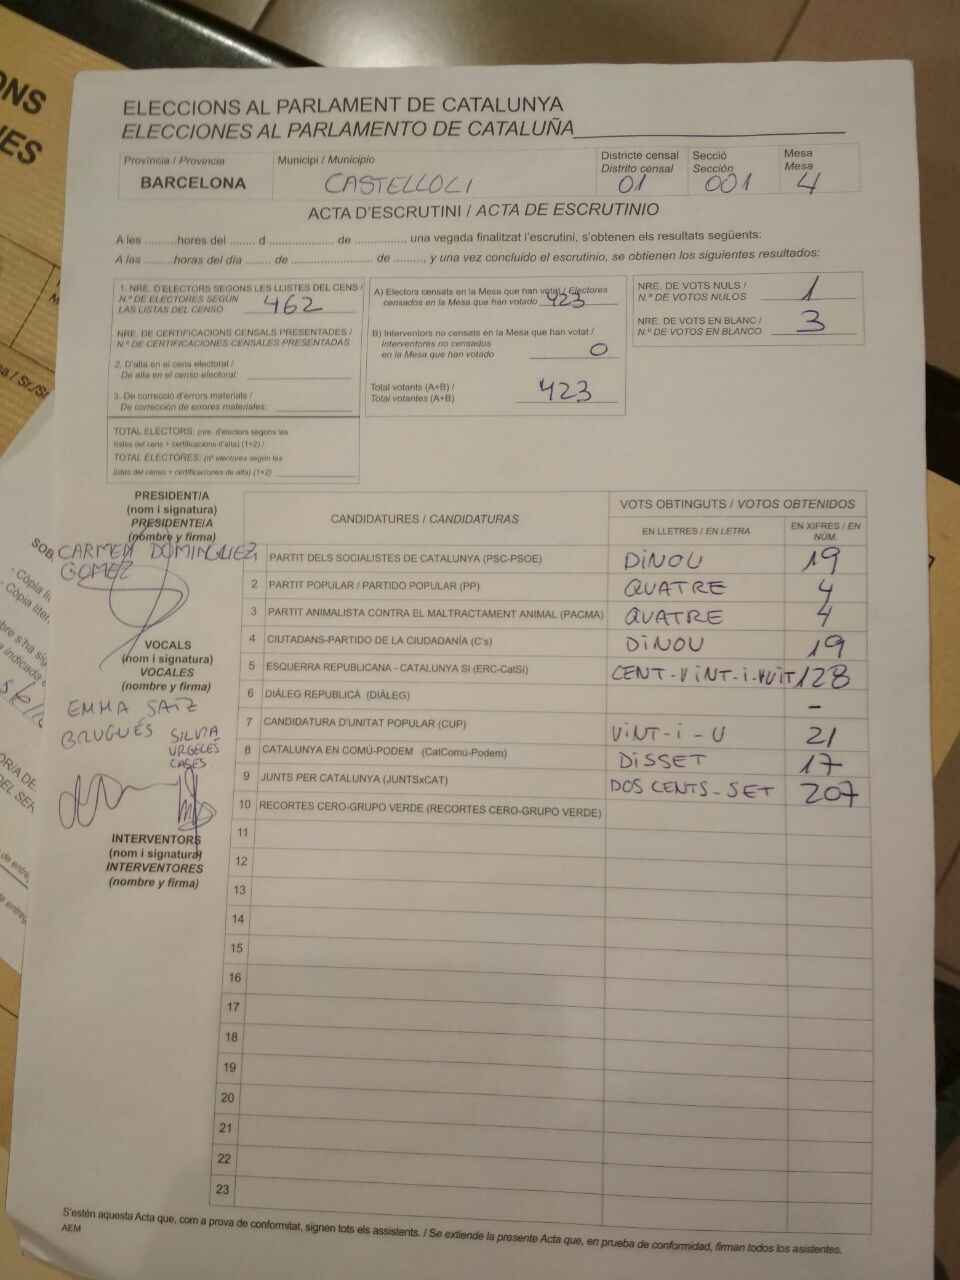 ONS
ES
ELECCIONS AL PARLAMENT DE CATALUNYA
ELECCIONES AL PARLAMENTO DE CATALUÑA
Província / Provincia
BARCELONA
Municipi / Municipio
CASTELLOLI
Districte censal
Distrito censal
01
Secció
Sección
001
Mesa
Mesa
4
ACTA D'ESCRUTINI / ACTA DE ESCRUTINIO
A les ..........hores del ........ d .................... de ..............., una vegada finalitzat l'escrutini, s'obtenen els resultats següents:
A las ..........horas del día ........ de .................... de .........., y una vez concluido el escrutinio, se obtienen los siguientes resultados:
1. NRE. D'ELECTORS SEGONS LES LLISTES DEL CENS /
N.º DE ELECTORES SEGÚN
LAS LISTAS DEL CENSO
462
NRE. DE CERTIFICACIONS CENSALS PRESENTADES /
N.º DE CERTIFICACIONES CENSALES PRESENTADAS
2. D'alta en el cens electoral /
De alta en el censo electoral:
3. De correcció d'errors materials /
De corrección de errores materiales:
TOTAL ELECTORS: (nre. d'electors segons les
llistes del cens + certificacions d'alta) (1+2) /
TOTAL ELECTORES: (nº electores según las
listas del censo + certificaciones de alta) (1+2)
A) Electors censats en la Mesa que han votat / Electores
censados en la Mesa que han votado 423
B) Interventors no censats en la Mesa que han votat /
Interventores no censados
en la Mesa que han votado
0
Total votants (A+B) /
Total votantes (A+B)
423
NRE. DE VOTS NULS /
N.º DE VOTOS NULOS
1
NRE. DE VOTS EN BLANC /
N.º DE VOTOS EN BLANCO
3
PRESIDENT/A
(nom i signatura)
PRESIDENTE/A
(nombre y firma)
CARMEN DOMINGUEZ
GOMEZ
VOCALS
(nom i signatura)
VOCALES
(nombre y firma)
EMMA SAIZ
BRUGUÉS
SILVIA
URGELES
CASES
INTERVENTORS
(nom i signatura)
INTERVENTORES
(nombre y firma)
CANDIDATURES / CANDIDATURAS
VOTS OBTINGUTS / VOTOS OBTENIDOS
EN LLETRES / EN LETRA
EN XIFRES / EN
NÚM.
1 PARTIT DELS SOCIALISTES DE CATALUNYA (PSC-PSOE) DINOU 19
2 PARTIT POPULAR / PARTIDO POPULAR (PP) QUATRE 4
3 PARTIT ANIMALISTA CONTRA EL MALTRACTAMENT ANIMAL (PACMA) QUATRE 4
4 CIUTADANS-PARTIDO DE LA CIUDADANÍA (C's) DINOU 19
5 ESQUERRA REPUBLICANA - CATALUNYA SI (ERC-CatSí) CENT-VINT-I-VUIT 128
6 DIÀLEG REPUBLICÀ (DIÀLEG) -
7 CANDIDATURA D'UNITAT POPULAR (CUP) VINT-I-U 21
8 CATALUNYA EN COMÚ-PODEM (CatComú-Podem) DISSET 17
9 JUNTS PER CATALUNYA (JUNTSxCAT) DOS CENTS-SET 207
10 RECORTES CERO-GRUPO VERDE (RECORTES CERO-GRUPO VERDE)
11
12
13
14
15
16
17
18
19
20
21
22
23
S'estén aquesta Acta que, com a prova de conformitat, signen tots els assistents. / Se extiende la presente Acta que, en prueba de conformidad, firman todos los asistentes.
AEM